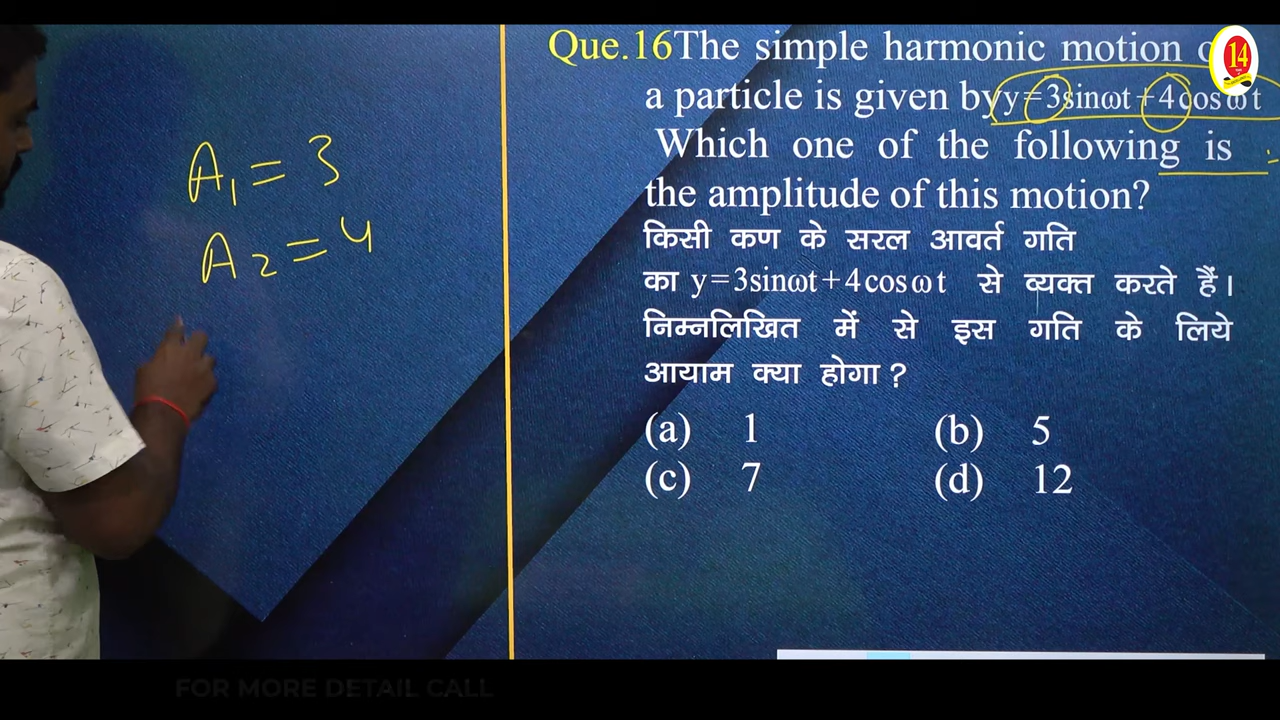 Que.16 The simple harmonic motion
a particle is given by y=3sinωt+4cosωt
Which one of the following is
the amplitude of this motion?
किसी कण के सरल आवर्त गति
का y=3sinωt+4cosωt से व्यक्त करते हैं।
निम्नलिखित में से इस गति के लिये
आयाम क्या होगा ?
(a) 1 (b) 5
(c) 7 (d) 12
A₁ = 3
A₂ = 4
14
FOR MORE DETAIL CALL